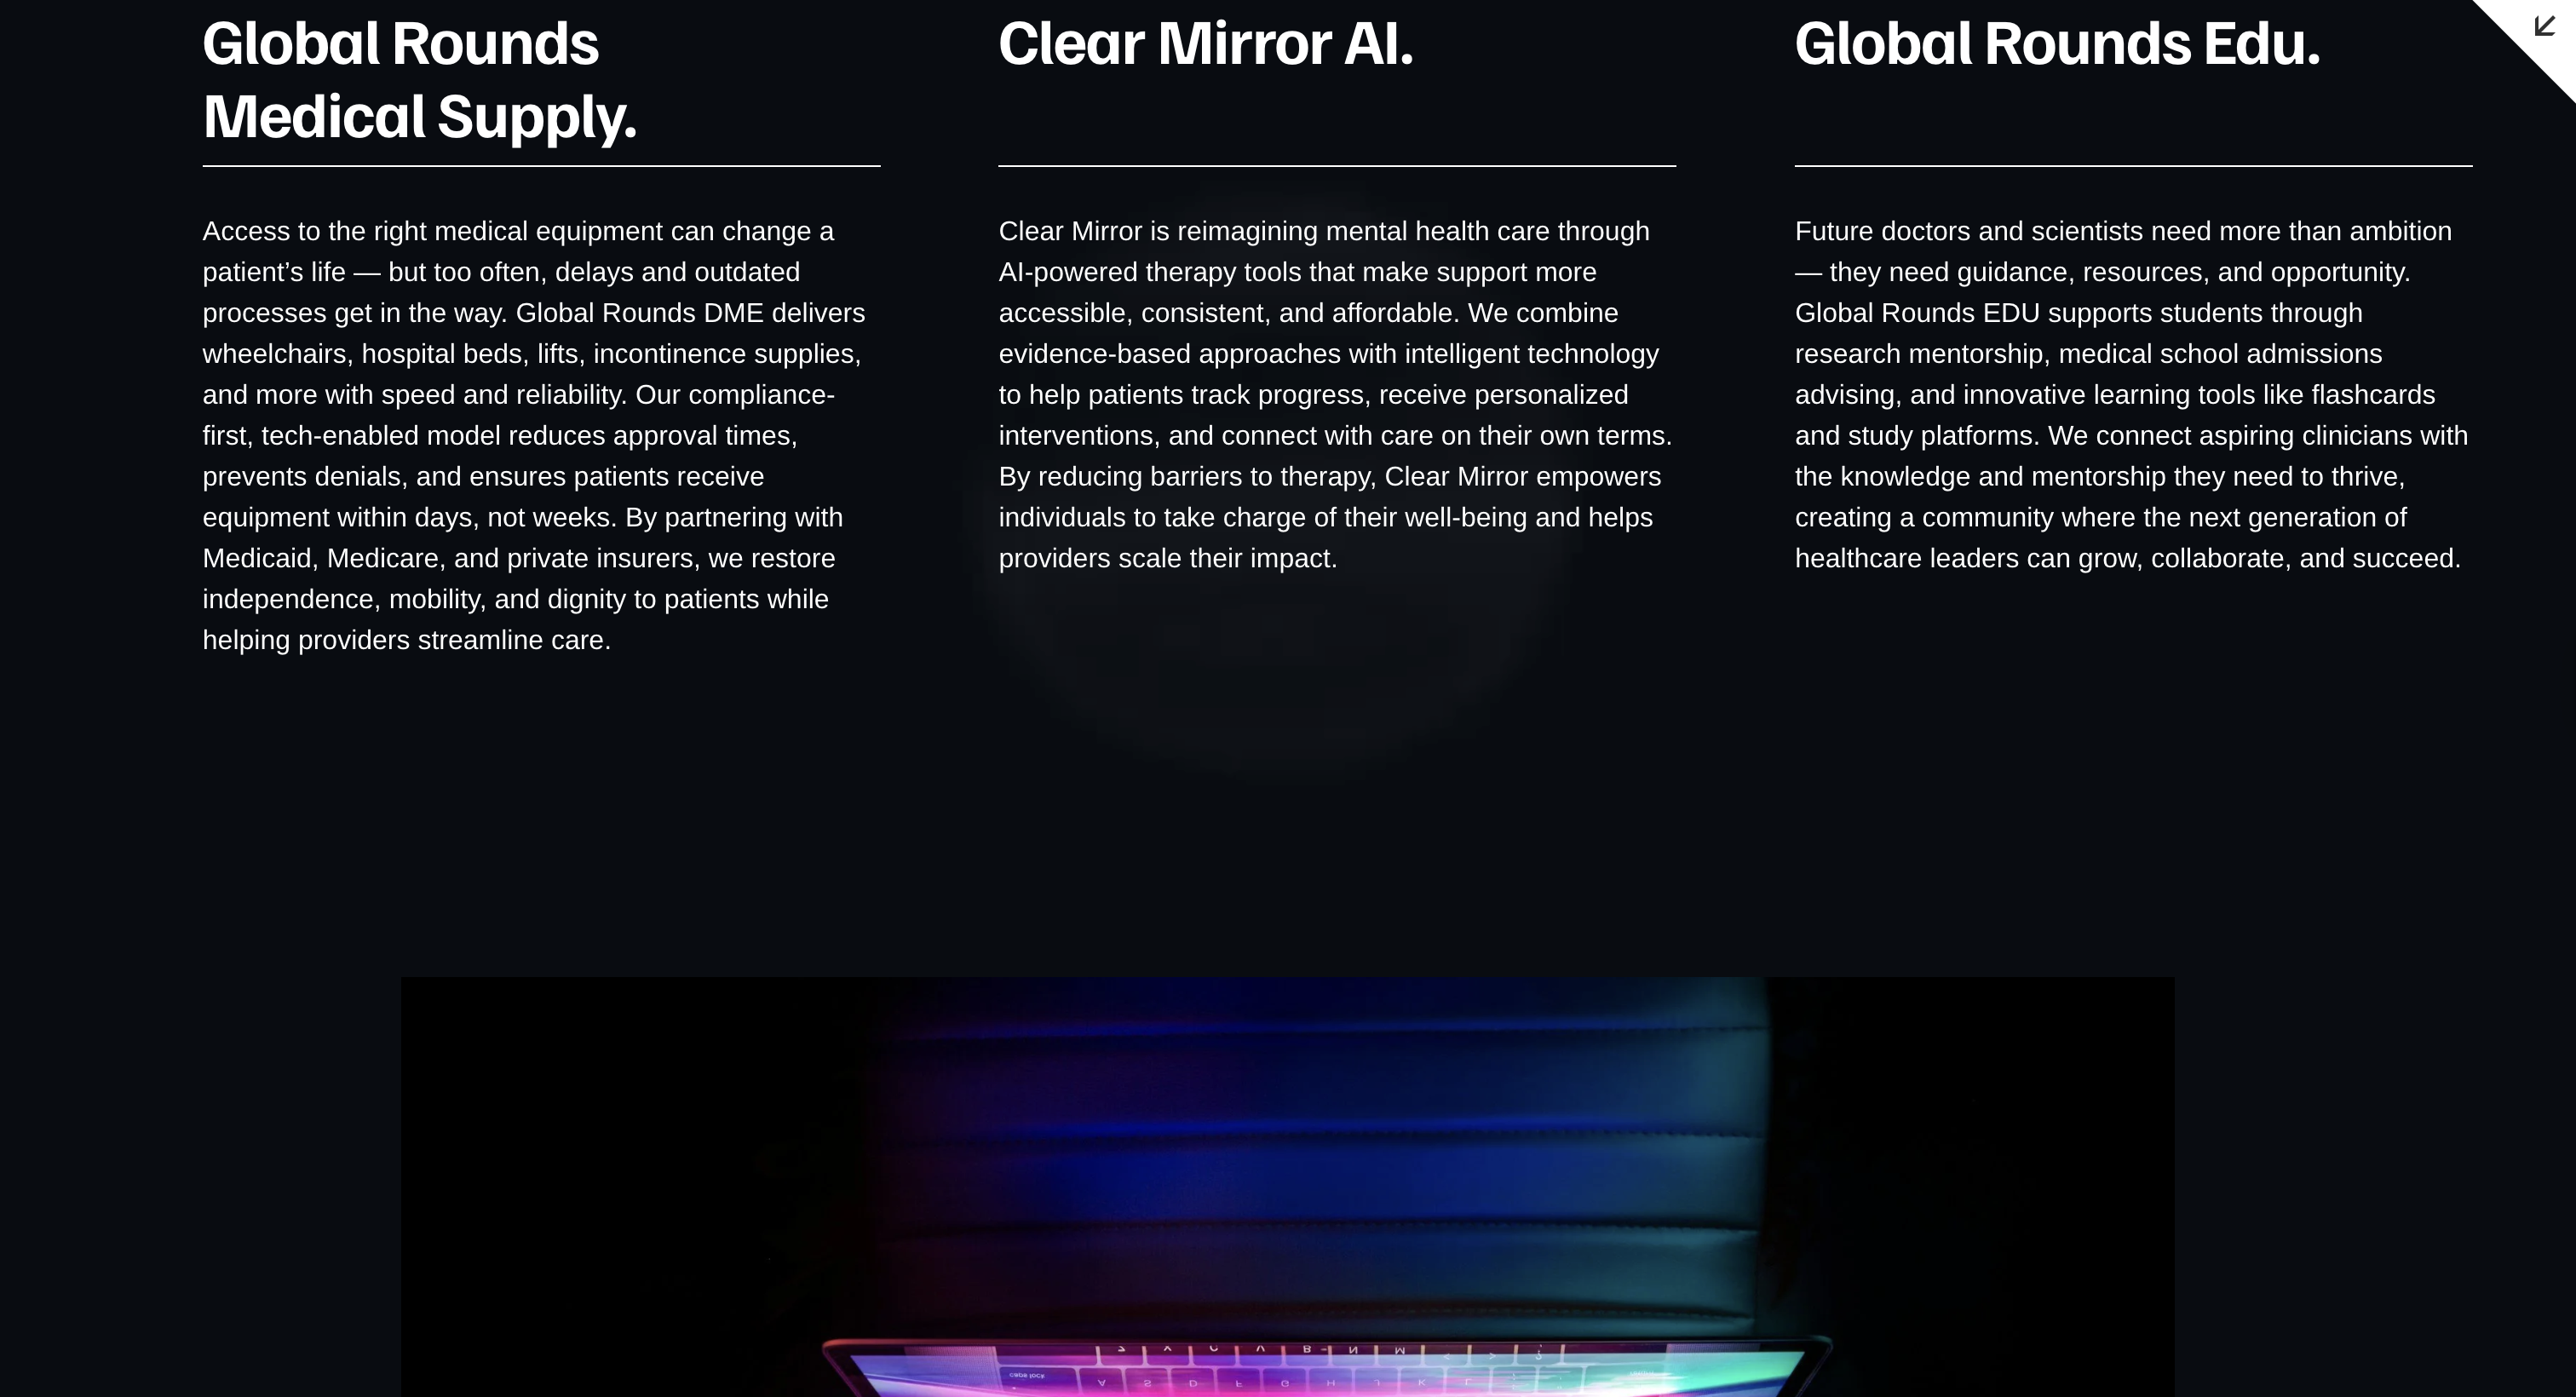 Global Rounds
Medical Supply.
Access to the right medical equipment can change a
patient’s life — but too often, delays and outdated
processes get in the way. Global Rounds DME delivers
wheelchairs, hospital beds, lifts, incontinence supplies,
and more with speed and reliability. Our compliance-
first, tech-enabled model reduces approval times,
prevents denials, and ensures patients receive
equipment within days, not weeks. By partnering with
Medicaid, Medicare, and private insurers, we restore
independence, mobility, and dignity to patients while
helping providers streamline care.
Clear Mirror AI.
Clear Mirror is reimagining mental health care through
AI-powered therapy tools that make support more
accessible, consistent, and affordable. We combine
evidence-based approaches with intelligent technology
to help patients track progress, receive personalized
interventions, and connect with care on their own terms.
By reducing barriers to therapy, Clear Mirror empowers
individuals to take charge of their well-being and helps
providers scale their impact.
Global Rounds Edu.
Future doctors and scientists need more than ambition
— they need guidance, resources, and opportunity.
Global Rounds EDU supports students through
research mentorship, medical school admissions
advising, and innovative learning tools like flashcards
and study platforms. We connect aspiring clinicians with
the knowledge and mentorship they need to thrive,
creating a community where the next generation of
healthcare leaders can grow, collaborate, and succeed.
Z X C V B N M < > ?
caps lock A S D F G H J K L